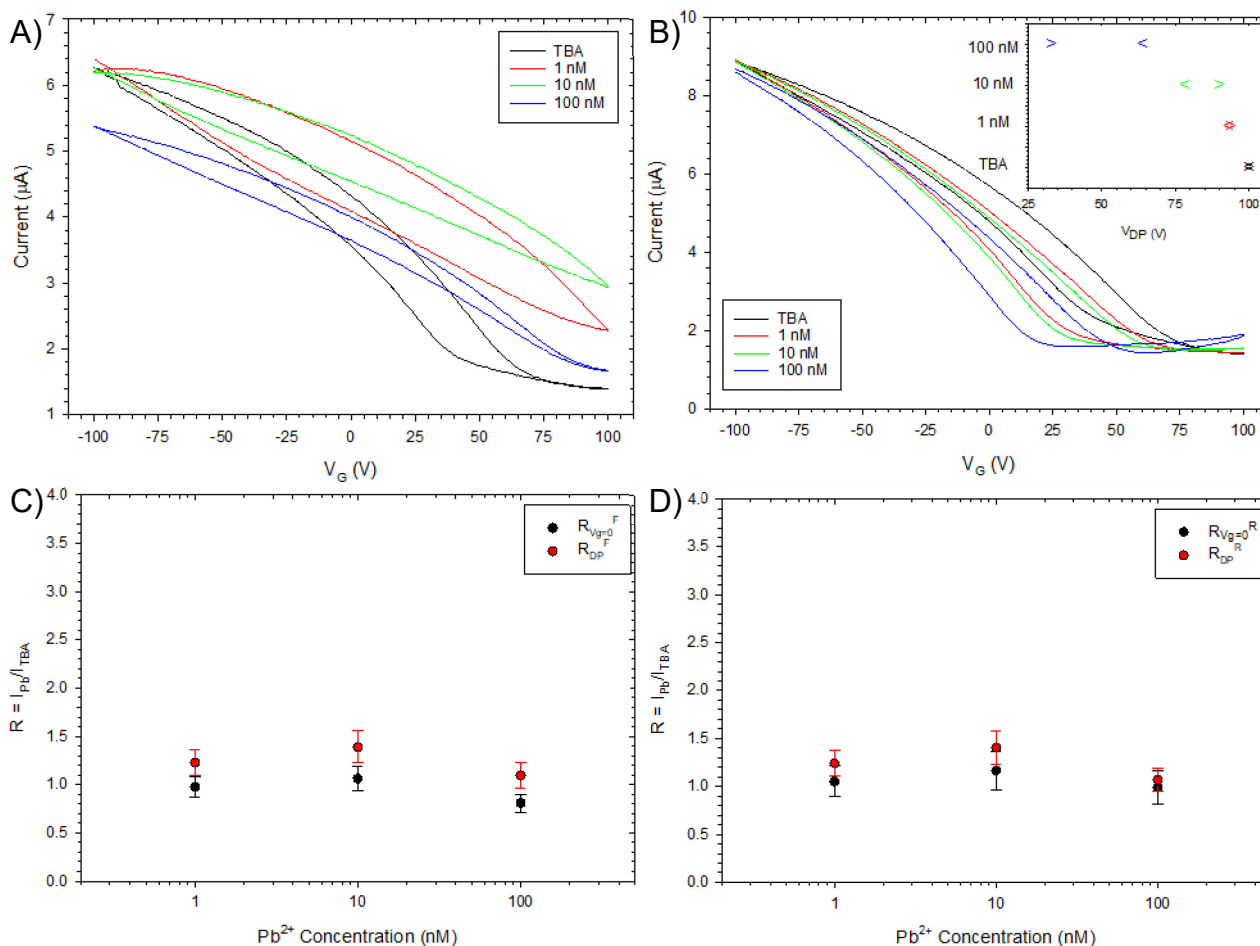 A)
7
6
5
4
3
2
1
Current (µA)
TBA
1 nM
10 nM
100 nM
-100 -75 -50 -25 0 25 50 75 100
V_G (V)
B)
10
8
6
4
2
0
Current (µA)
100 nM
10 nM
1 nM
TBA
25 50 75 100
V_DP (V)
TBA
1 nM
10 nM
100 nM
-100 -75 -50 -25 0 25 50 75 100
V_G (V)
C)
4.0
3.5
3.0
2.5
2.0
1.5
1.0
0.5
0.0
R = I_Pb/I_TBA
R_Vg=0^F
R_DP^F
1 10 100
Pb²⁺ Concentration (nM)
D)
4.0
3.5
3.0
2.5
2.0
1.5
1.0
0.5
0.0
R = I_Pb/I_TBA
R_Vg=0^R
R_DP^R
1 10 100
Pb²⁺ Concentration (nM)